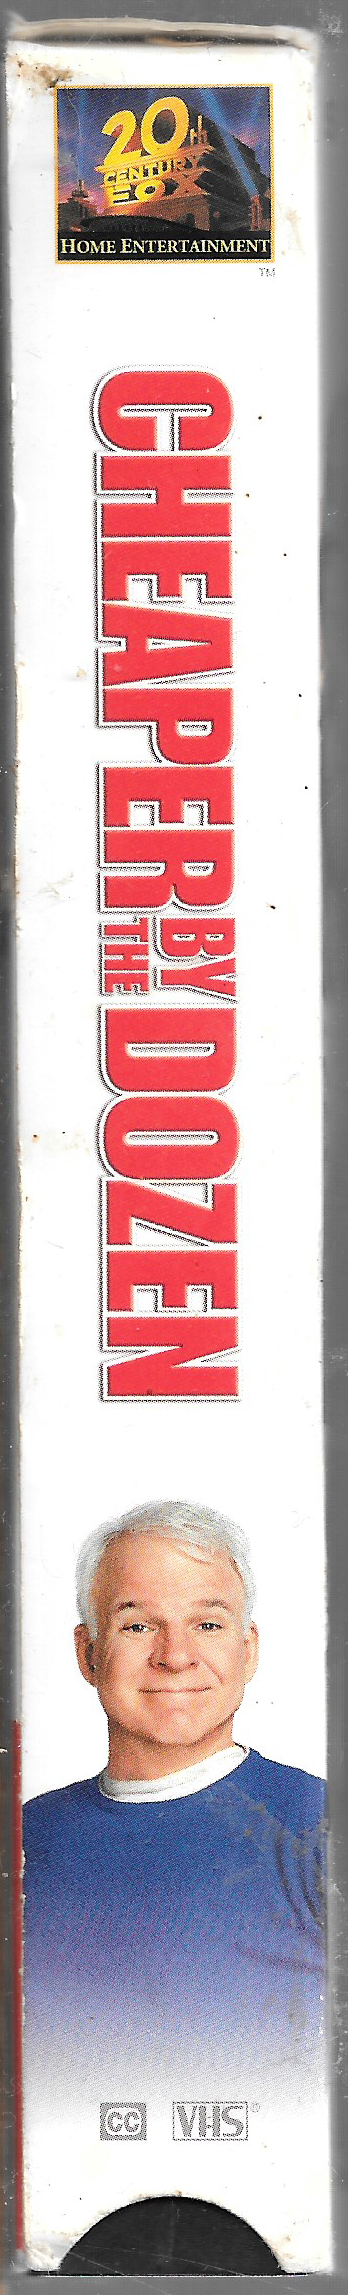 20th
CENTURY
FOX
HOME ENTERTAINMENT
TM
CHEAPER BY THE DOZEN
CC VHS®